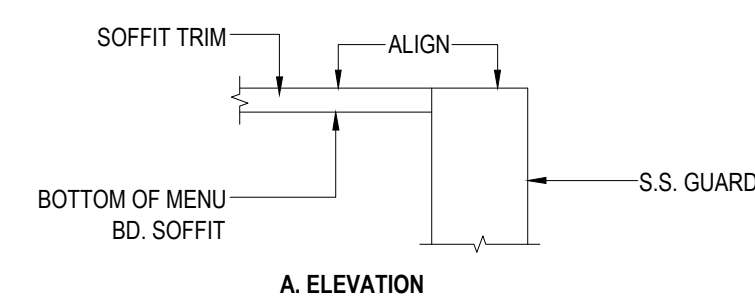 SOFFIT TRIM
ALIGN
S.S. GUARD
BOTTOM OF MENU
BD. SOFFIT
A. ELEVATION